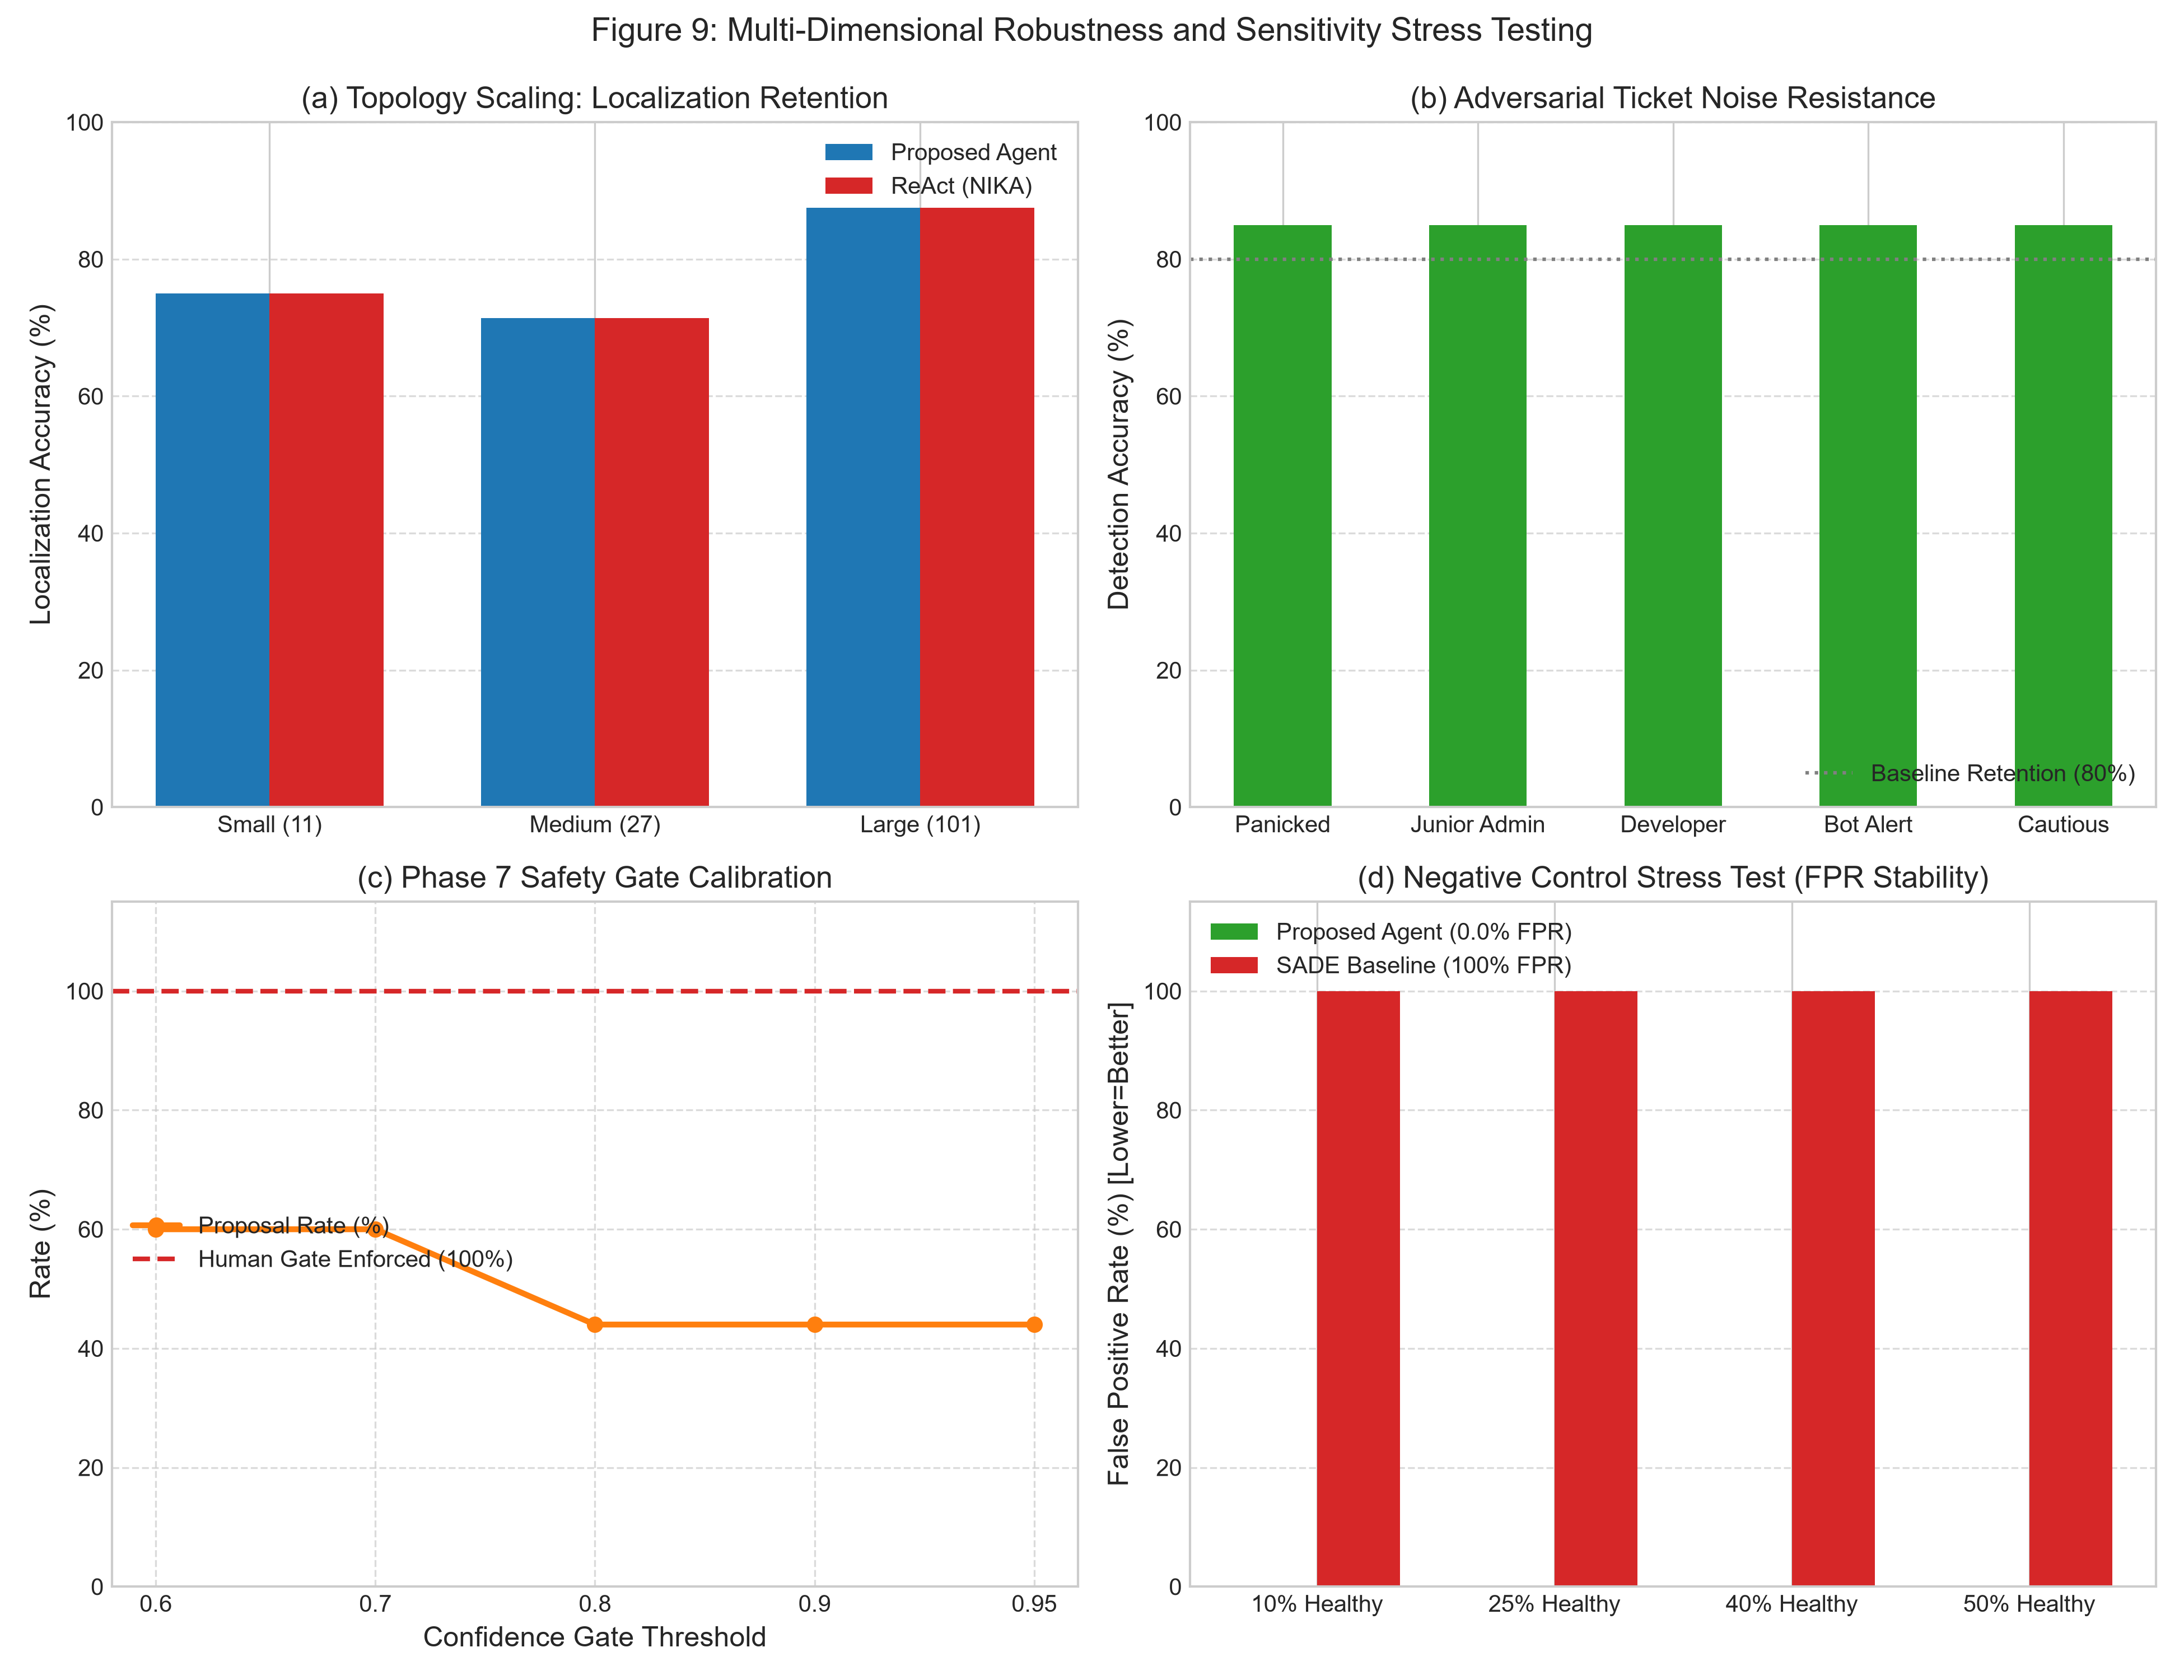 Figure 9: Multi-Dimensional Robustness and Sensitivity Stress Testing
(a) Topology Scaling: Localization Retention
Localization Accuracy (%)
100
80
60
40
20
0
Proposed Agent
ReAct (NIKA)
Small (11)
Medium (27)
Large (101)
(b) Adversarial Ticket Noise Resistance
Detection Accuracy (%)
100
80
60
40
20
0
Baseline Retention (80%)
Panicked
Junior Admin
Developer
Bot Alert
Cautious
(c) Phase 7 Safety Gate Calibration
Rate (%)
100
80
60
40
20
0
Proposal Rate (%)
Human Gate Enforced (100%)
0.6
0.7
0.8
0.9
0.95
Confidence Gate Threshold
(d) Negative Control Stress Test (FPR Stability)
False Positive Rate (%) [Lower=Better]
Proposed Agent (0.0% FPR)
SADE Baseline (100% FPR)
100
80
60
40
20
0
10% Healthy
25% Healthy
40% Healthy
50% Healthy